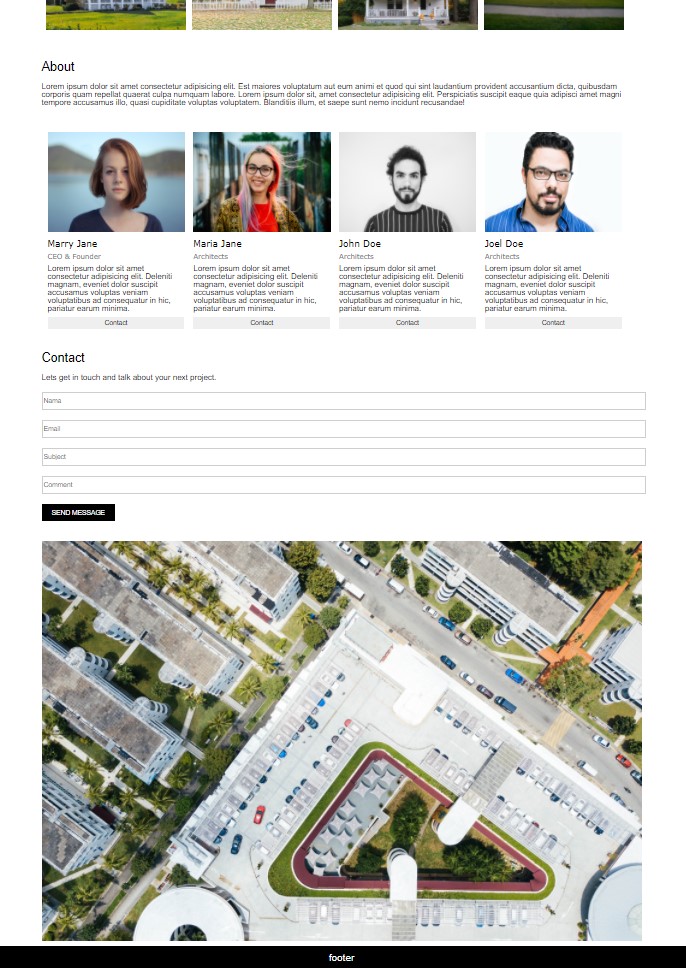 About
Lorem ipsum dolor sit amet consectetur adipisicing elit. Est maiores voluptatum aut eum animi et quod qui sint laudantium provident accusantium dicta, quibusdam
corporis quam repellat quaerat culpa numquam labore. Lorem ipsum dolor sit, amet consectetur adipisicing elit. Perspiciatis suscipit eaque quia adipisci amet magni
tempore accusamus illo, quasi cupiditate voluptas voluptatem. Blanditiis illum, et saepe sunt nemo incidunt recusandae!
Marry Jane
CEO & Founder
Lorem ipsum dolor sit amet
consectetur adipisicing elit. Deleniti
magnam, eveniet dolor suscipit
accusamus voluptas veniam
voluptatibus ad consequatur in hic,
pariatur earum minima.
Contact
Maria Jane
Architects
Lorem ipsum dolor sit amet
consectetur adipisicing elit. Deleniti
magnam, eveniet dolor suscipit
accusamus voluptas veniam
voluptatibus ad consequatur in hic,
pariatur earum minima.
Contact
John Doe
Architects
Lorem ipsum dolor sit amet
consectetur adipisicing elit. Deleniti
magnam, eveniet dolor suscipit
accusamus voluptas veniam
voluptatibus ad consequatur in hic,
pariatur earum minima.
Contact
Joel Doe
Architects
Lorem ipsum dolor sit amet
consectetur adipisicing elit. Deleniti
magnam, eveniet dolor suscipit
accusamus voluptas veniam
voluptatibus ad consequatur in hic,
pariatur earum minima.
Contact
Contact
Lets get in touch and talk about your next project.
Nama
Email
Subject
Comment
SEND MESSAGE
footer